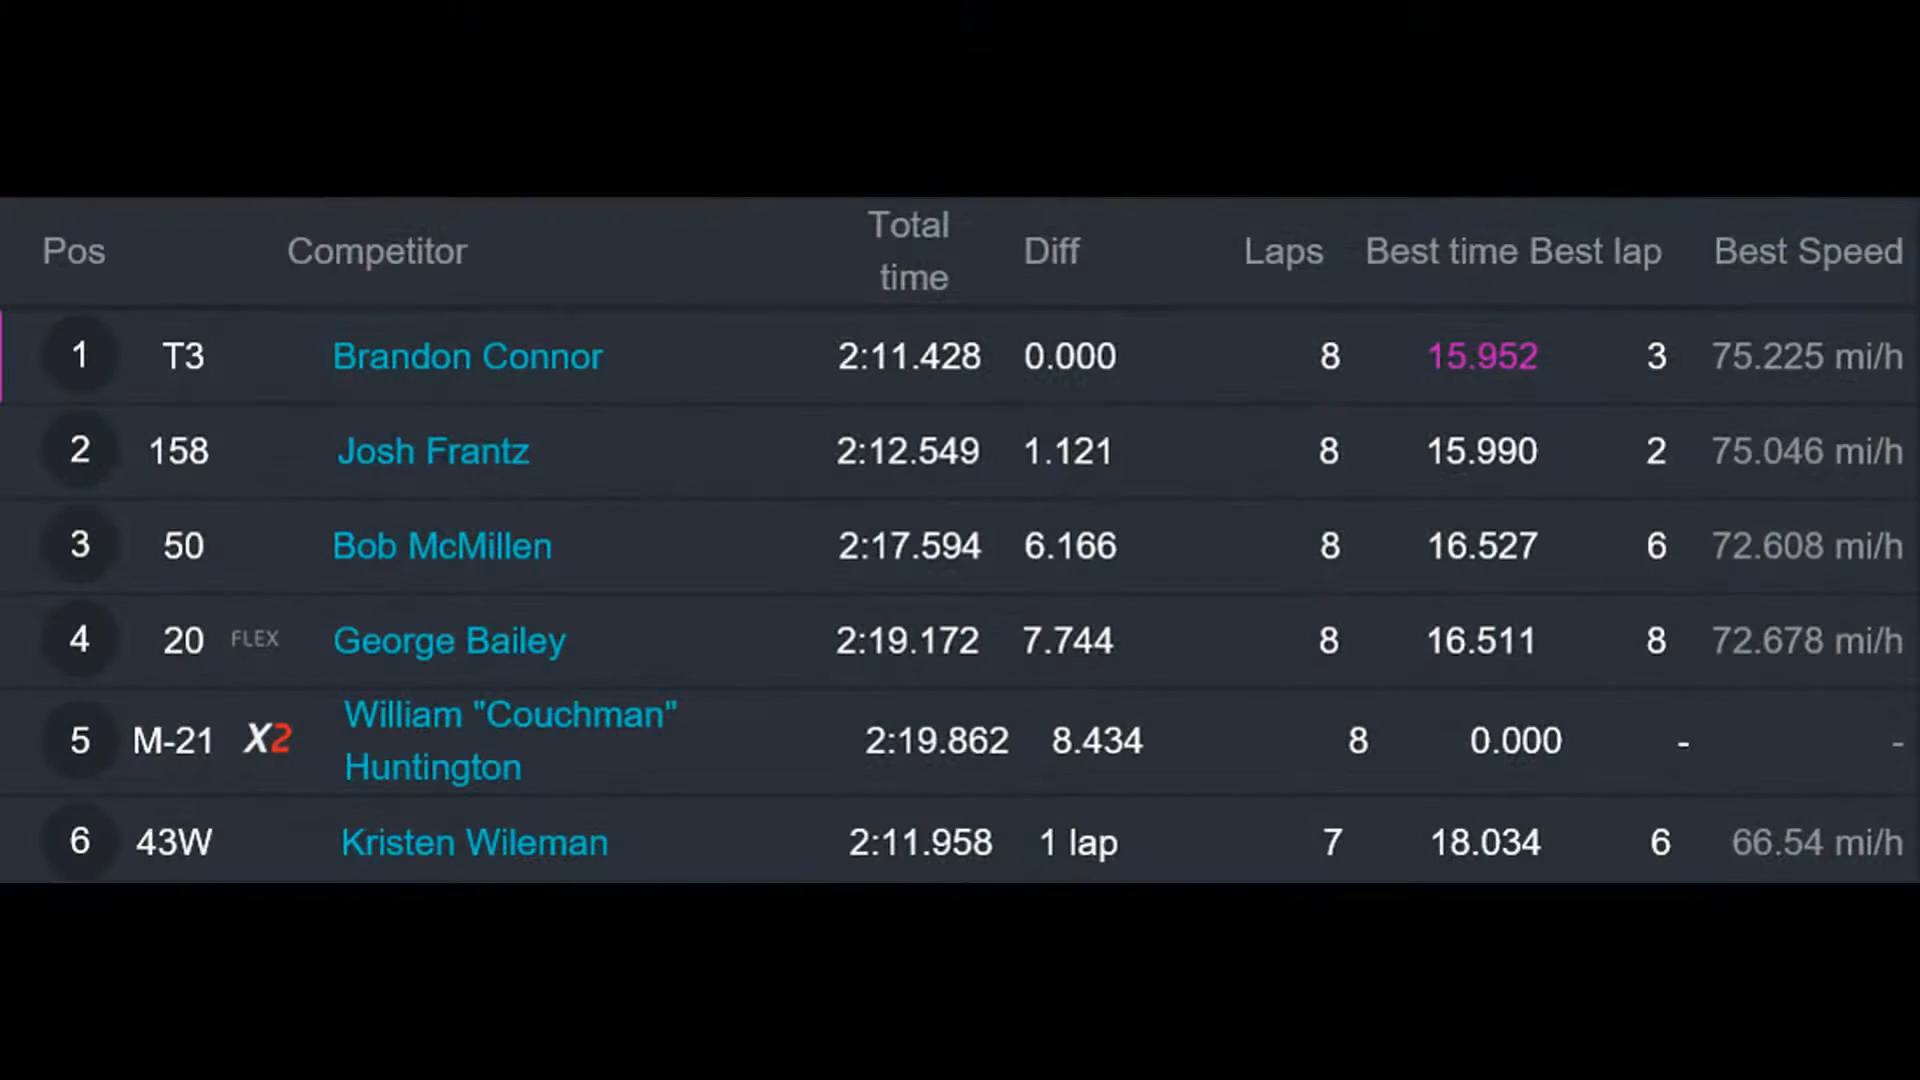 Pos Competitor Total time Diff Laps Best time Best lap Best Speed
1 T3 Brandon Connor 2:11.428 0.000 8 15.952 3 75.225 mi/h
2 158 Josh Frantz 2:12.549 1.121 8 15.990 2 75.046 mi/h
3 50 Bob McMillen 2:17.594 6.166 8 16.527 6 72.608 mi/h
4 20 FLEX George Bailey 2:19.172 7.744 8 16.511 8 72.678 mi/h
5 M-21 X2 William "Couchman" Huntington 2:19.862 8.434 8 0.000 - -
6 43W Kristen Wileman 2:11.958 1 lap 7 18.034 6 66.54 mi/h